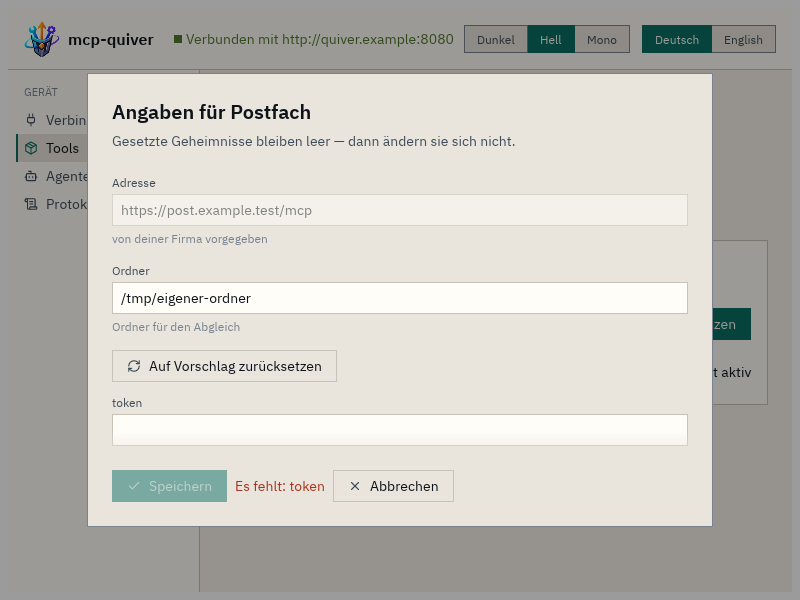 mcp-quiver
Verbunden mit http://quiver.example:8080
Dunkel
Hell
Mono
Deutsch
English
GERÄT
Tools
Angaben für Postfach
Gesetzte Geheimnisse bleiben leer — dann ändern sie sich nicht.
Adresse
https://post.example.test/mcp
von deiner Firma vorgegeben
Ordner
/tmp/eigener-ordner
Ordner für den Abgleich
Auf Vorschlag zurücksetzen
token
Speichern
Es fehlt: token
Abbrechen
aktiv